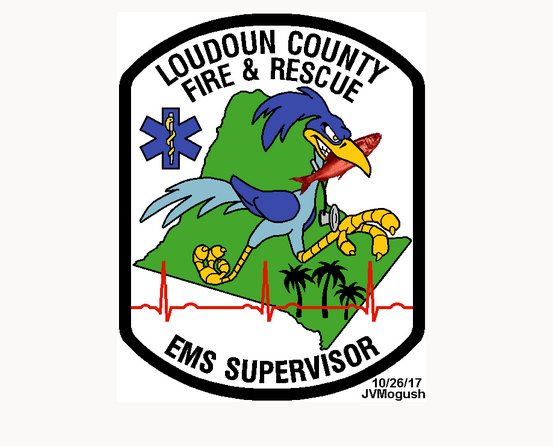 LOUDOUN COUNTY
FIRE & RESCUE
EMS SUPERVISOR
10/26/17
JVMogush